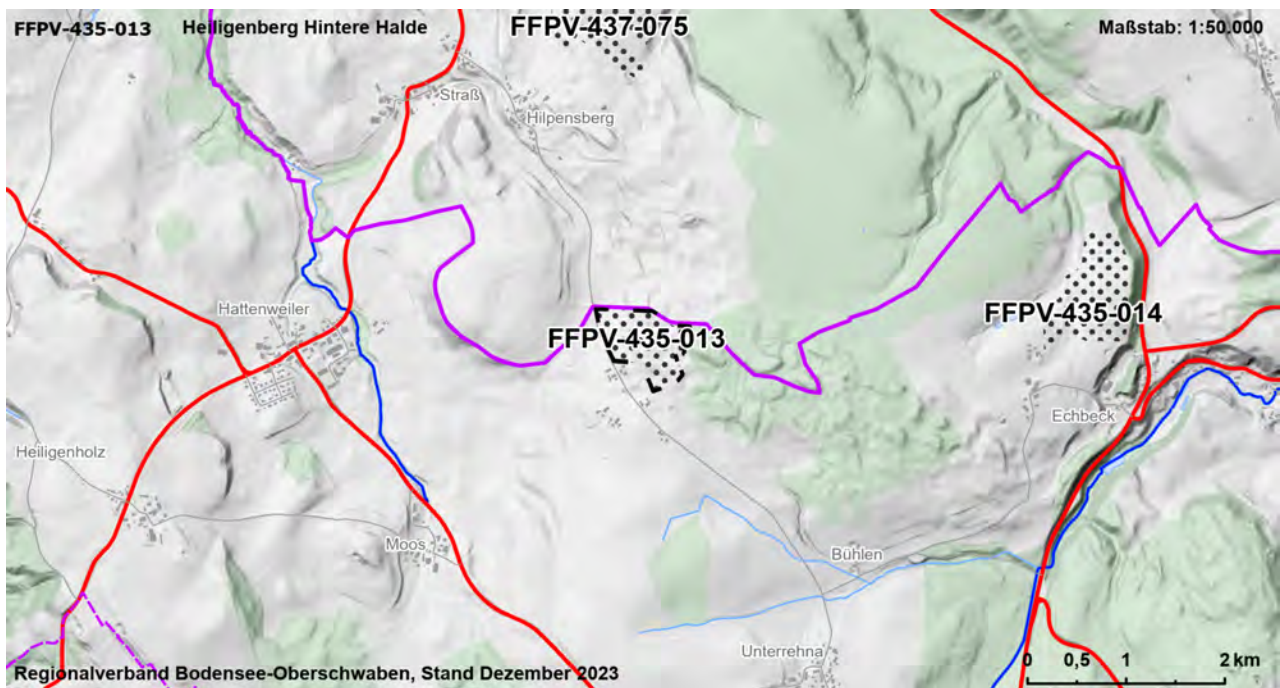 FFPV-435-013 Heiligenberg Hintere Halde
FFPV-437-075
Maßstab: 1:50.000
Straß
Hilpensberg
Hattenweiler
FFPV-435-013
FFPV-435-014
Echbeck
Heiligenholz
Moos
Bühlen
Unterrehna
0 0,5 1 2 km
Regionalverband Bodensee-Oberschwaben, Stand Dezember 2023